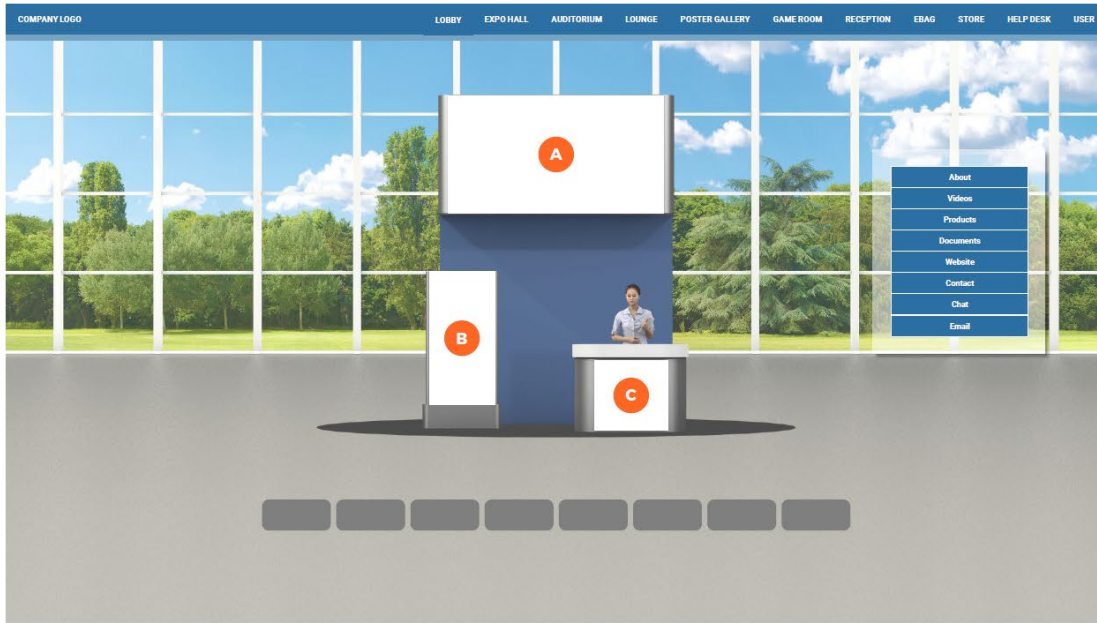 COMPANY LOGO LOBBY EXPO HALL AUDITORIUM LOUNGE POSTER GALLERY GAME ROOM RECEPTION EBAG STORE HELP DESK USER
A
About
Videos
Products
Documents
Website
Contact
Chat
Email
B
C